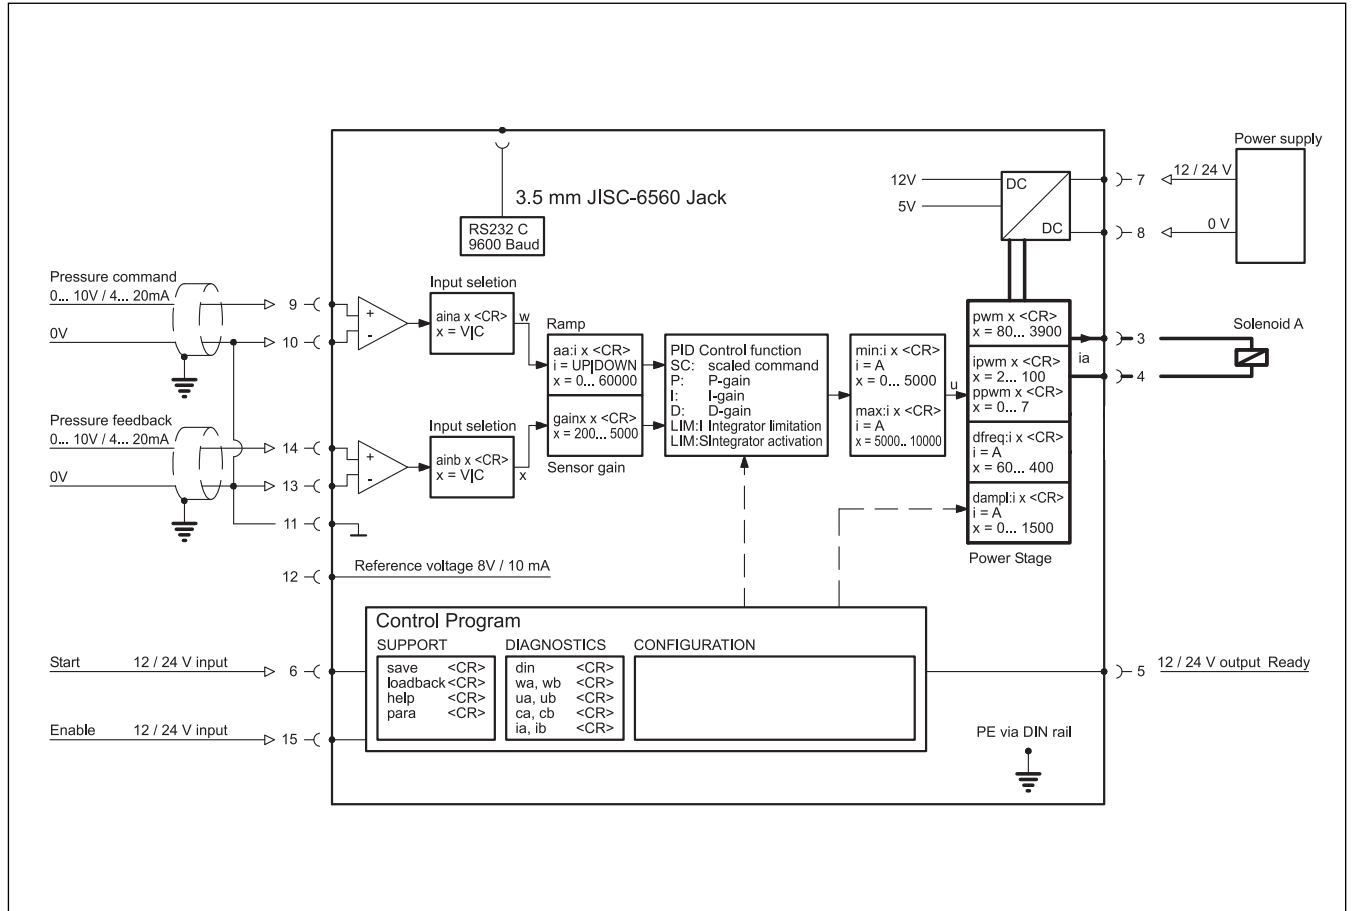 Power supply
12 / 24 V
7
0 V
8
12V
5V
DC
DC
3.5 mm JISC-6560 Jack
RS232 C
9600 Baud
Pressure command
0... 10V / 4... 20mA
9
0V
10
+
-
Input seletion
aina x <CR>
x = V|C
w
Ramp
aa:i x <CR>
i = UP|DOWN
x = 0... 60000
gainx x <CR>
x = 200... 5000
Sensor gain
Pressure feedback
0... 10V / 4... 20mA
14
0V
13
+
-
Input seletion
ainb x <CR>
x = V|C
x
11
12
Reference voltage 8V / 10 mA
PID Control function
SC: scaled command
P: P-gain
I: I-gain
D: D-gain
LIM:I Integrator limitation
LIM:SIntegrator activation
min:i x <CR>
i = A
x = 0... 5000
max:i x <CR>
i = A
x = 5000.. 10000
u
pwm x <CR>
x = 80... 3900
ipwm x <CR>
x = 2... 100
ppwm x <CR>
x = 0... 7
dfreq:i x <CR>
i = A
x = 60... 400
dampl:i x <CR>
i = A
x = 0... 1500
Power Stage
ia
3
4
Solenoid A
Control Program
SUPPORT
save <CR>
loadback <CR>
help <CR>
para <CR>
DIAGNOSTICS
din <CR>
wa, wb <CR>
ua, ub <CR>
ca, cb <CR>
ia, ib <CR>
CONFIGURATION
Start 12 / 24 V input
6
Enable 12 / 24 V input
15
5
12 / 24 V output Ready
PE via DIN rail